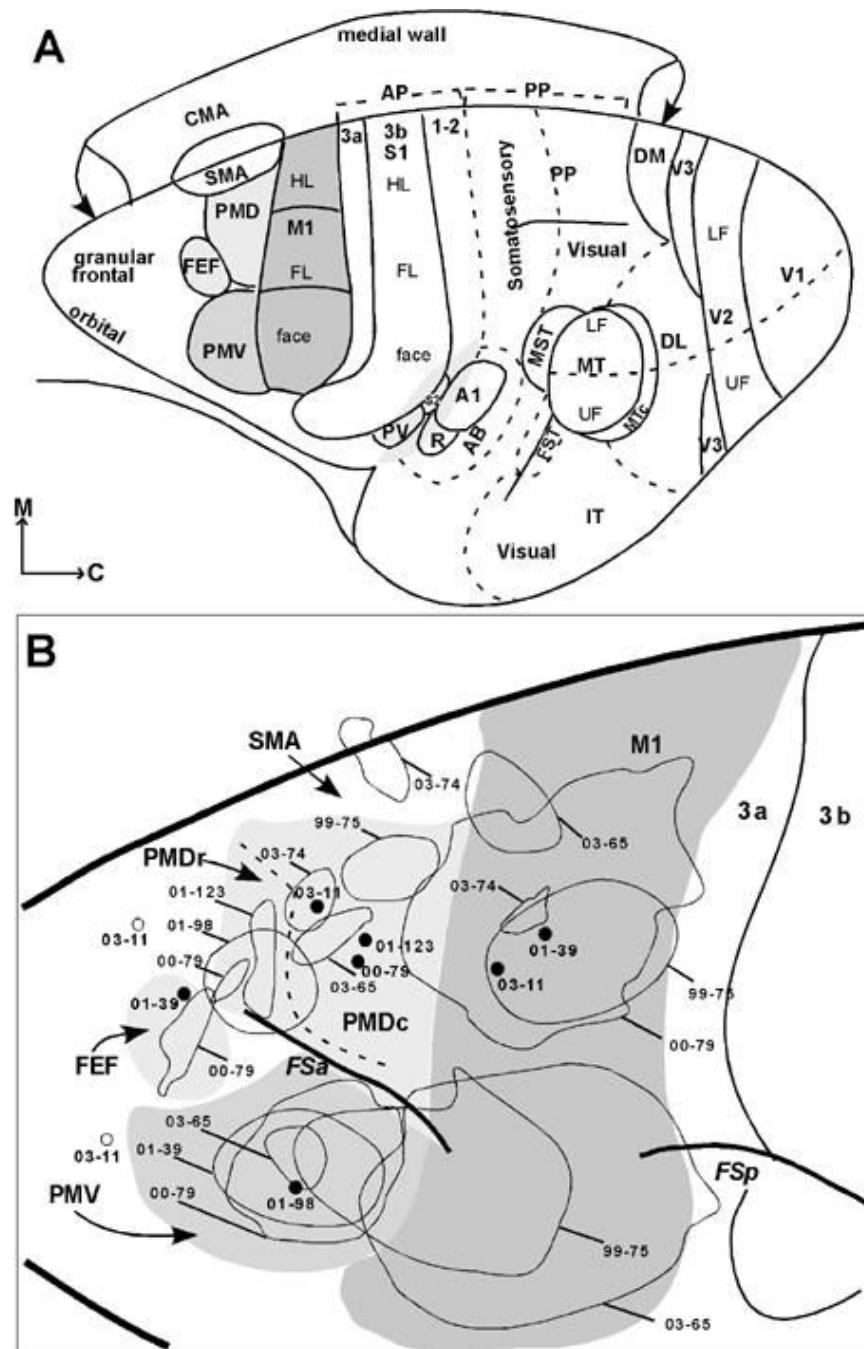 A
medial wall
AP
PP
CMA
3a
3b
S1
1-2
DM
V3
SMA
HL
HL
PP
PMD
M1
LF
granular
frontal
FEF
FL
FL
Somatosensory
Visual
V1
orbital
PMV
face
face
MST
LF
MT
UF
DL
V2
UF
S2
A1
PV
R
AB
FST
MTc
V3
M
C
IT
Visual
B
SMA
M1
03-74
3a
3b
99-75
03-65
PMDr
03-74
03-11
03-74
01-123
01-98
03-11
00-79
01-123
00-79
01-39
03-11
01-39
03-65
99-75
PMDc
00-79
FEF
00-79
FSa
03-65
03-11
01-39
FSp
PMV
00-79
01-98
99-75
03-65